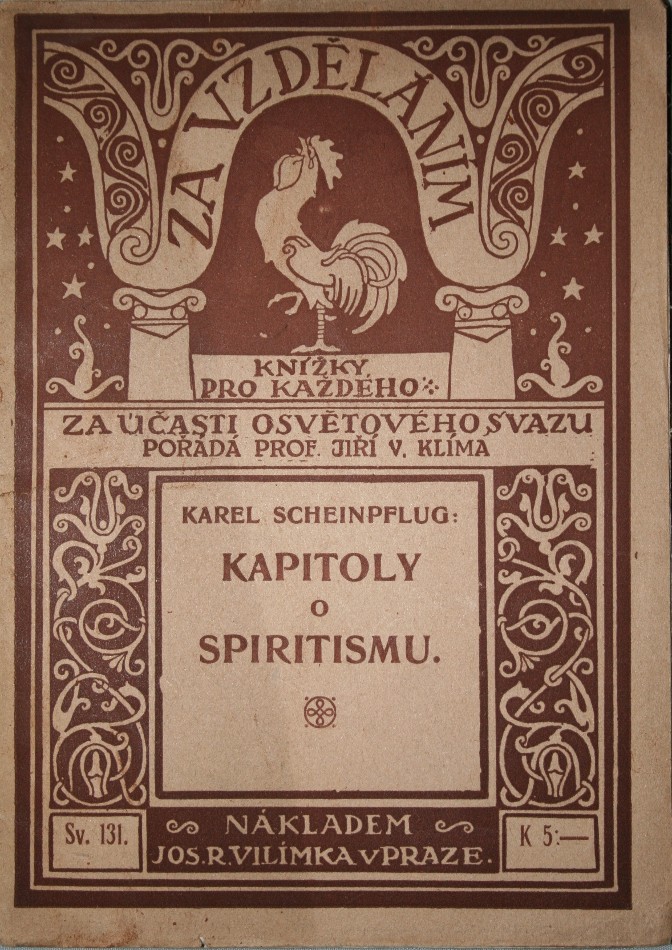 ZA VZDĚLÁNÍM
KNÍŽKY
PRO KAŽDÉHO
ZA ÚČASTI OSVĚTOVÉHO SVAZU
POŘÁDÁ PROF. JIŘÍ V. KLÍMA
KAREL SCHEINPFLUG:
KAPITOLY
O
SPIRITISMU.
Sv. 131.
NÁKLADEM
JOS. R. VILÍMKA V PRAZE.
K 5:—